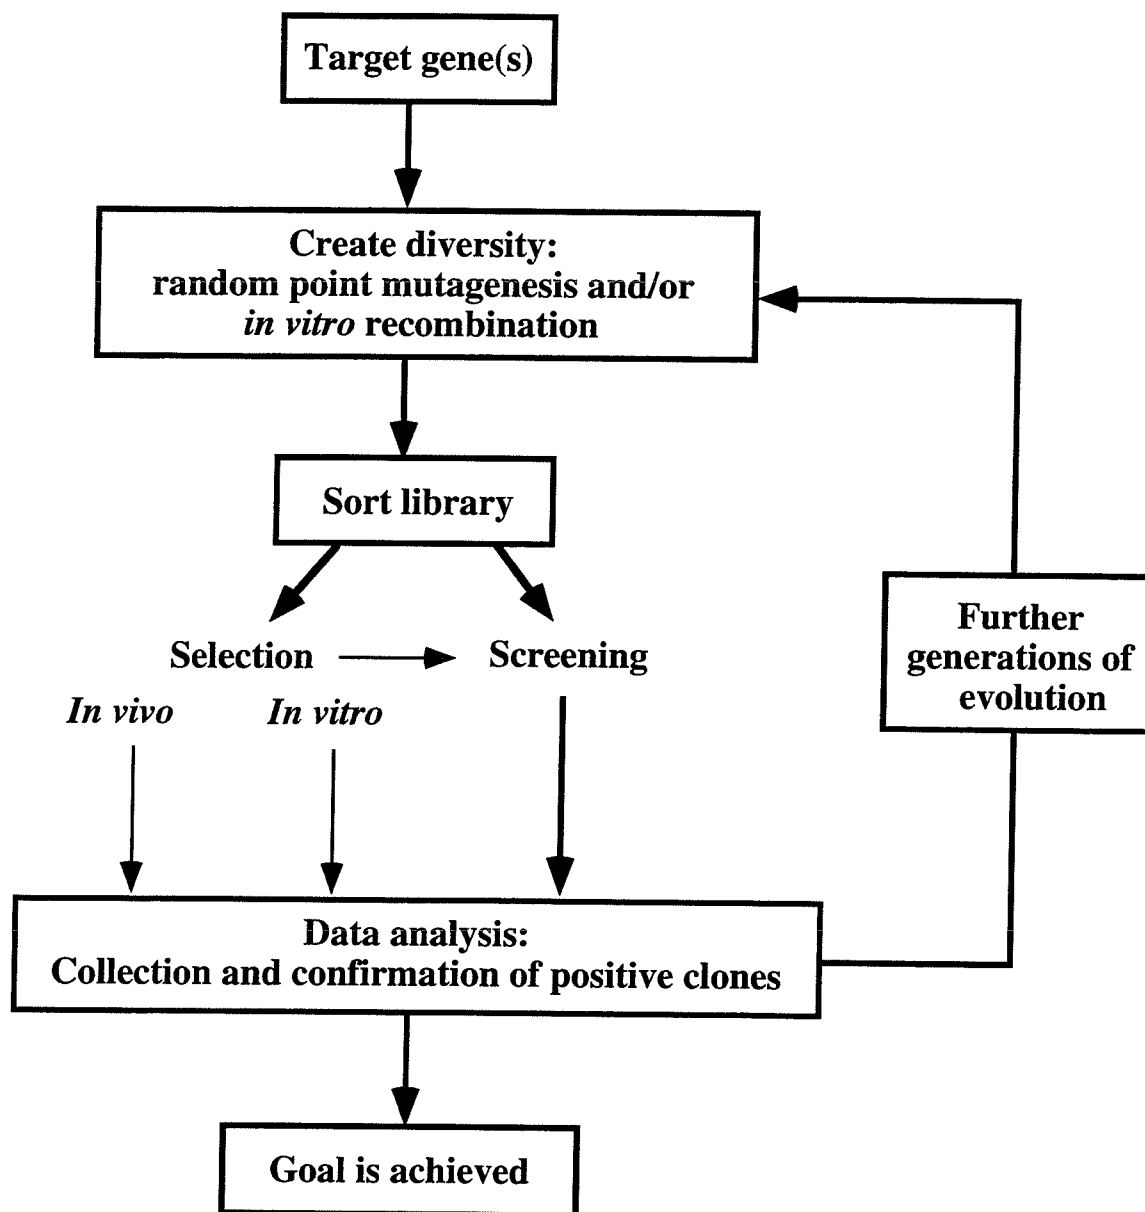 Target gene(s)
Create diversity:
random point mutagenesis and/or
in vitro recombination
Sort library
Selection
Screening
In vivo
In vitro
Further
generations of
evolution
Data analysis:
Collection and confirmation of positive clones
Goal is achieved